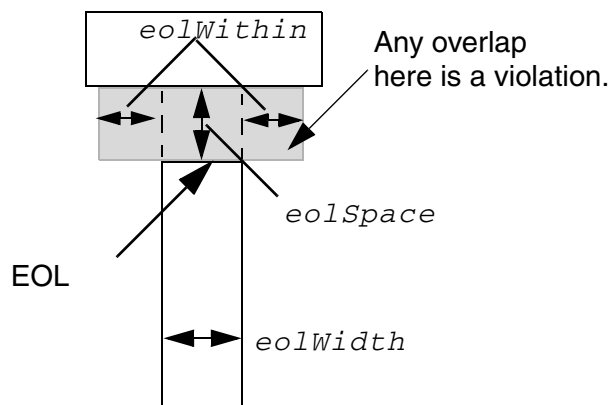 eolWithin
Any overlap
here is a violation.
eolSpace
EOL
eolWidth